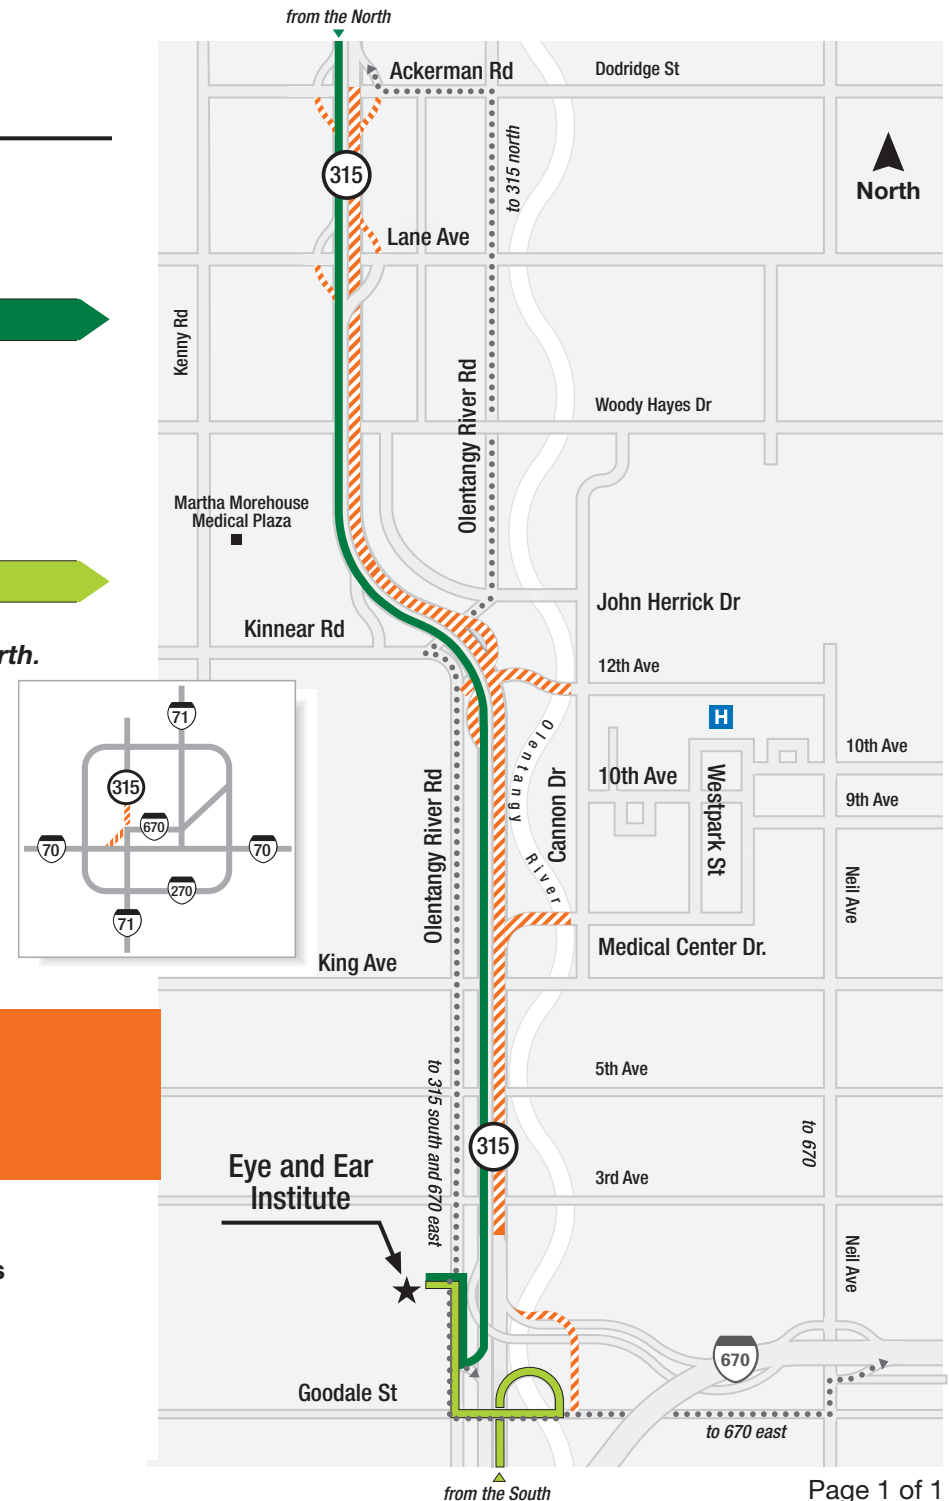 from the North
Ackerman Rd
Dodridge St
315
to 315 north
North
Lane Ave
Kenny Rd
Olentangy River Rd
Woody Hayes Dr
Martha Morehouse
Medical Plaza
John Herrick Dr
Kinnear Rd
rth.
12th Ave
H
71
315
670
70
70
270
71
Olentangy
River
10th Ave
10th Ave
Westpark St
9th Ave
Cannon Dr
Olentangy River Rd
Neil Ave
Medical Center Dr.
King Ave
5th Ave
to 315 south and 670 east
315
to 670
3rd Ave
Eye and Ear
Institute
Neil Ave
s
670
Goodale St
to 670 east
from the South
Page 1 of 1